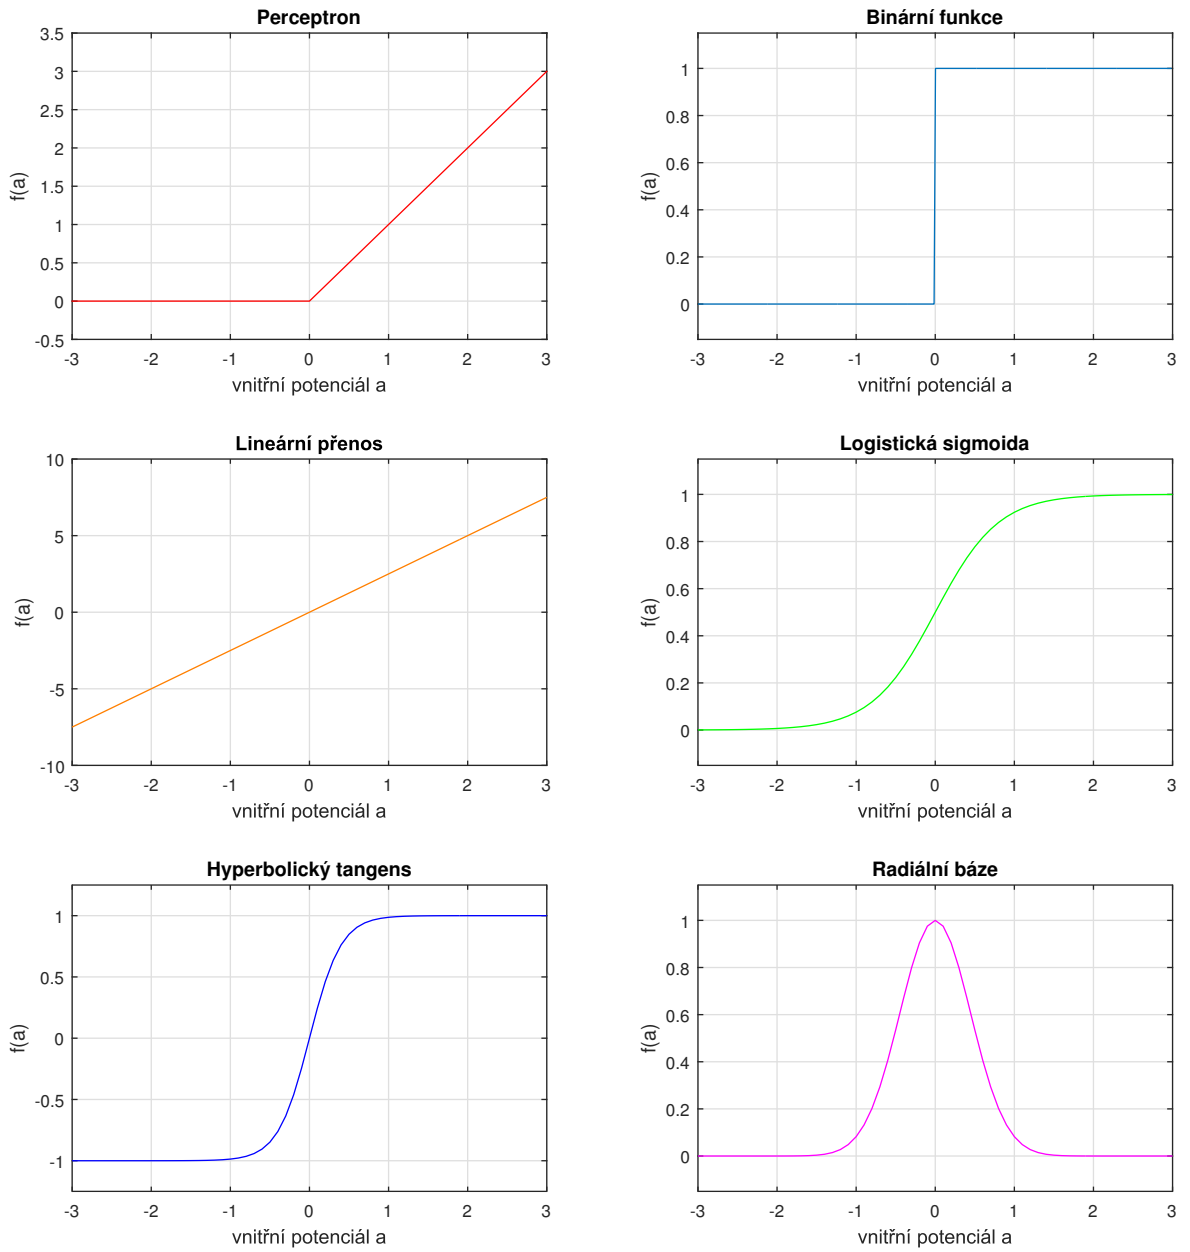 Perceptron
3.5
3
2.5
2
1.5
1
0.5
0
-0.5
f(a)
-3 -2 -1 0 1 2 3
vnitřní potenciál a
Binární funkce
1
0.8
0.6
0.4
0.2
0
f(a)
-3 -2 -1 0 1 2 3
vnitřní potenciál a
Lineární přenos
10
5
0
-5
-10
f(a)
-3 -2 -1 0 1 2 3
vnitřní potenciál a
Logistická sigmoida
1
0.8
0.6
0.4
0.2
0
f(a)
-3 -2 -1 0 1 2 3
vnitřní potenciál a
Hyperbolický tangens
1
0.5
0
-0.5
-1
f(a)
-3 -2 -1 0 1 2 3
vnitřní potenciál a
Radiální báze
1
0.8
0.6
0.4
0.2
0
f(a)
-3 -2 -1 0 1 2 3
vnitřní potenciál a